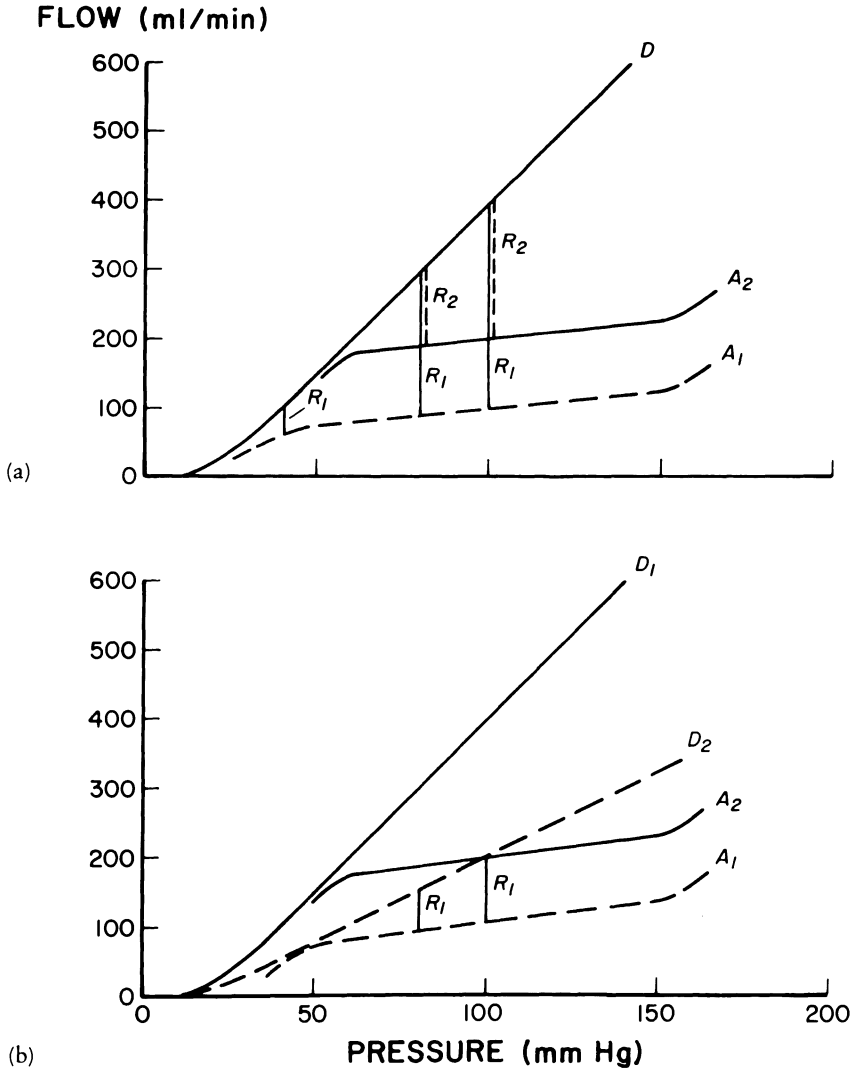 FLOW (ml/min)
600
500
400
300
200
100
0
D
R2
R2
A2
R1
R1
R1
A1
(a)
600
500
400
300
200
100
0
D1
D2
A2
R1
R1
A1
0 50 100 150 200
(b)
PRESSURE (mm Hg)